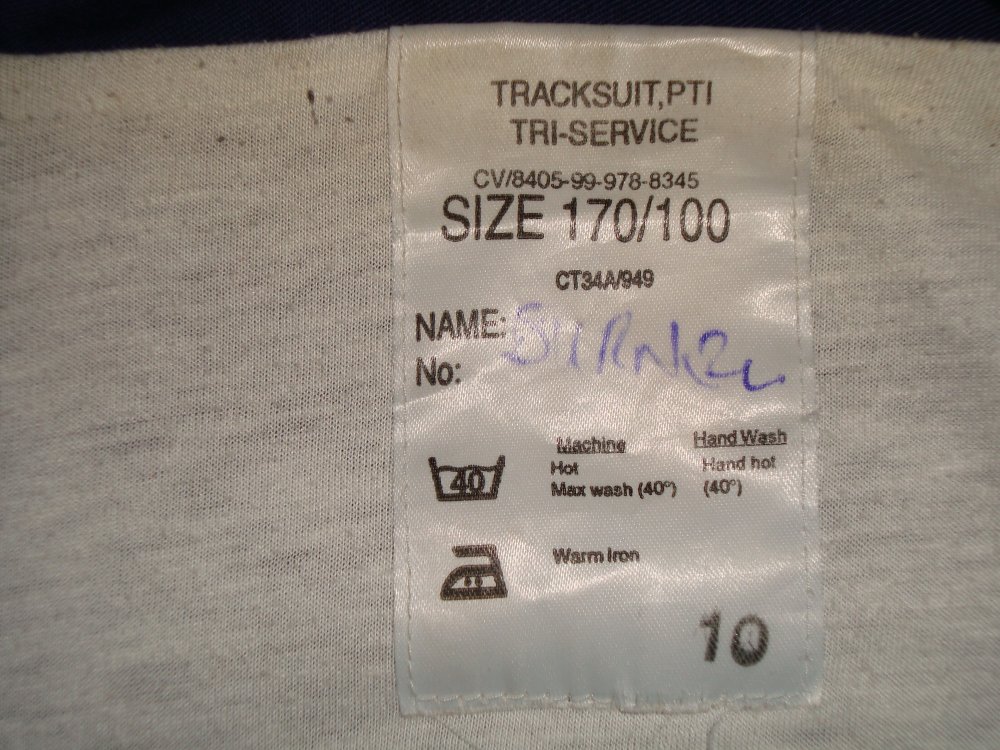 TRACKSUIT,PTI
TRI-SERVICE
CV/8405-99-978-8345
SIZE 170/100
CT34A/949
NAME:
No:
40
Machine Hand Wash
Hot Hand hot
Max wash (40°) (40°)
Warm Iron
10